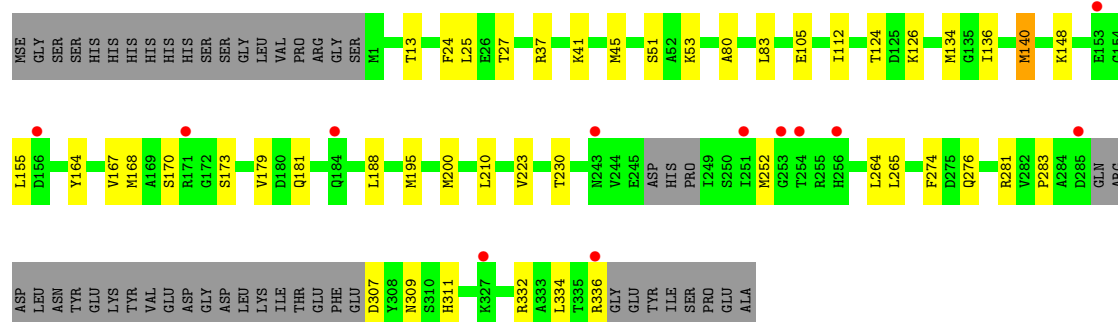 MSE GLY SER SER HIS HIS HIS HIS HIS HIS SER SER GLY LEU VAL PRO ARG GLY SER M1 T13 F24 L25 E26 T27 R37 K41 M45 S51 A52 K53 A80 L83 E105 I112 T124 D125 K126 M134 G135 I136 M140 K148 E153 G154
L155 D156 Y164 V167 M168 A169 S170 R171 G172 S173 V179 D180 Q181 Q184 L188 M195 M200 L210 V223 T230 N243 V244 E245 ASP HIS PRO I249 S250 I251 M252 G253 T254 R255 H256 L264 L265 F274 D275 Q276 R281 V282 P283 A284 D285 GLN ARG
ASP LEU ASN TYR GLU LYS TYR VAL GLU ASP GLY ASP LEU LYS ILE THR GLU PHE GLU D307 Y308 N309 S310 H311 K327 R332 A333 L334 T335 R336 GLY GLU TYR ILE SER PRO GLU ALA